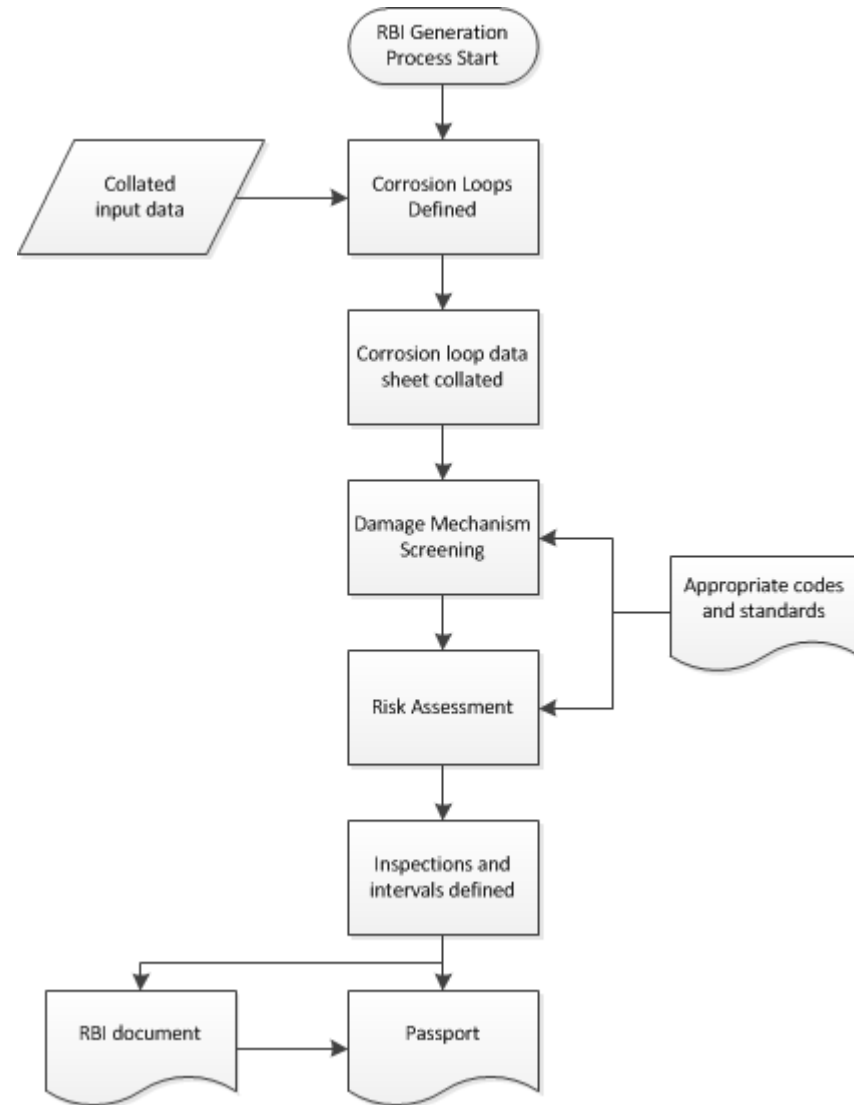 RBI Generation
Process Start
Collated
input data
Corrosion Loops
Defined
Corrosion loop data
sheet collated
Damage Mechanism
Screening
Appropriate codes
and standards
Risk Assessment
Inspections and
intervals defined
RBI document
Passport